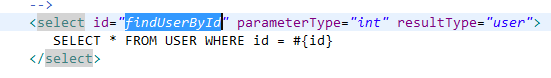 -->
<select id="findUserById" parameterType="int" resultType="user">
SELECT * FROM USER WHERE id = #{id}
</select>